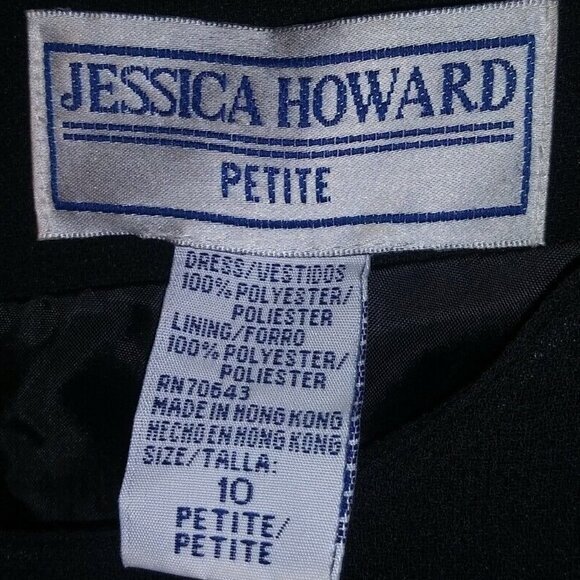 JESSICA HOWARD
PETITE
DRESS/VESTIDOS
100% POLYESTER/
POLIESTER
LINING/FORRO
100% POLYESTER/
POLIESTER
RN70643
MADE IN HONG KONG
HECHO EN HONG KONG
SIZE/TALLA:
10
PETITE/
PETITE